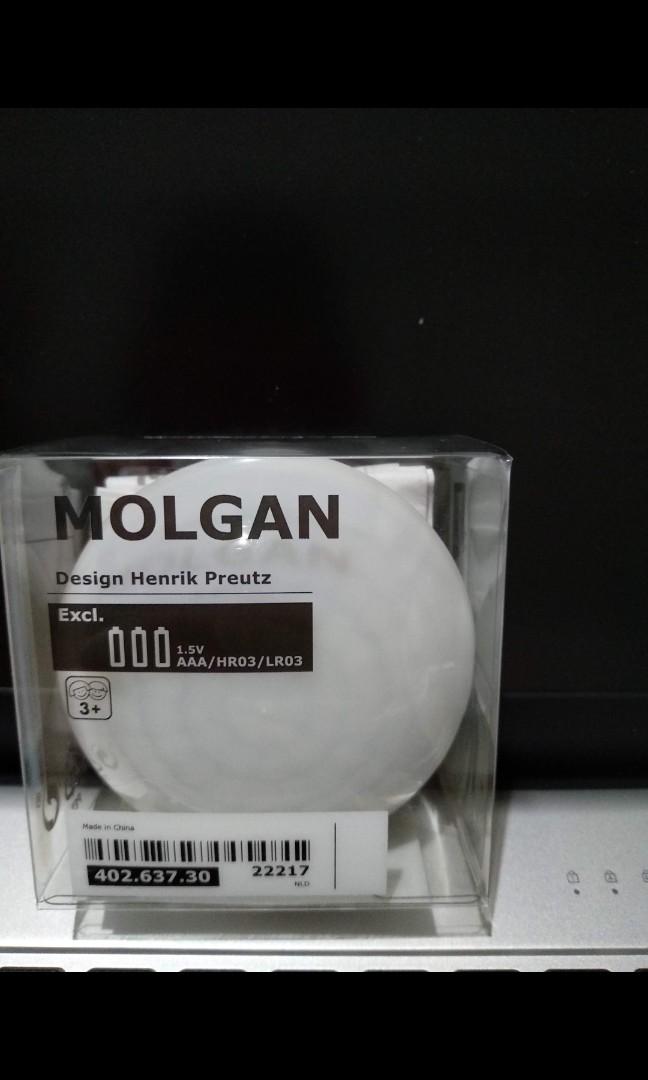 MOLGAN
Design Henrik Preutz
Excl.
1.5V
AAA/HR03/LR03
3+
Made in China
402.637.30
22217
NLD